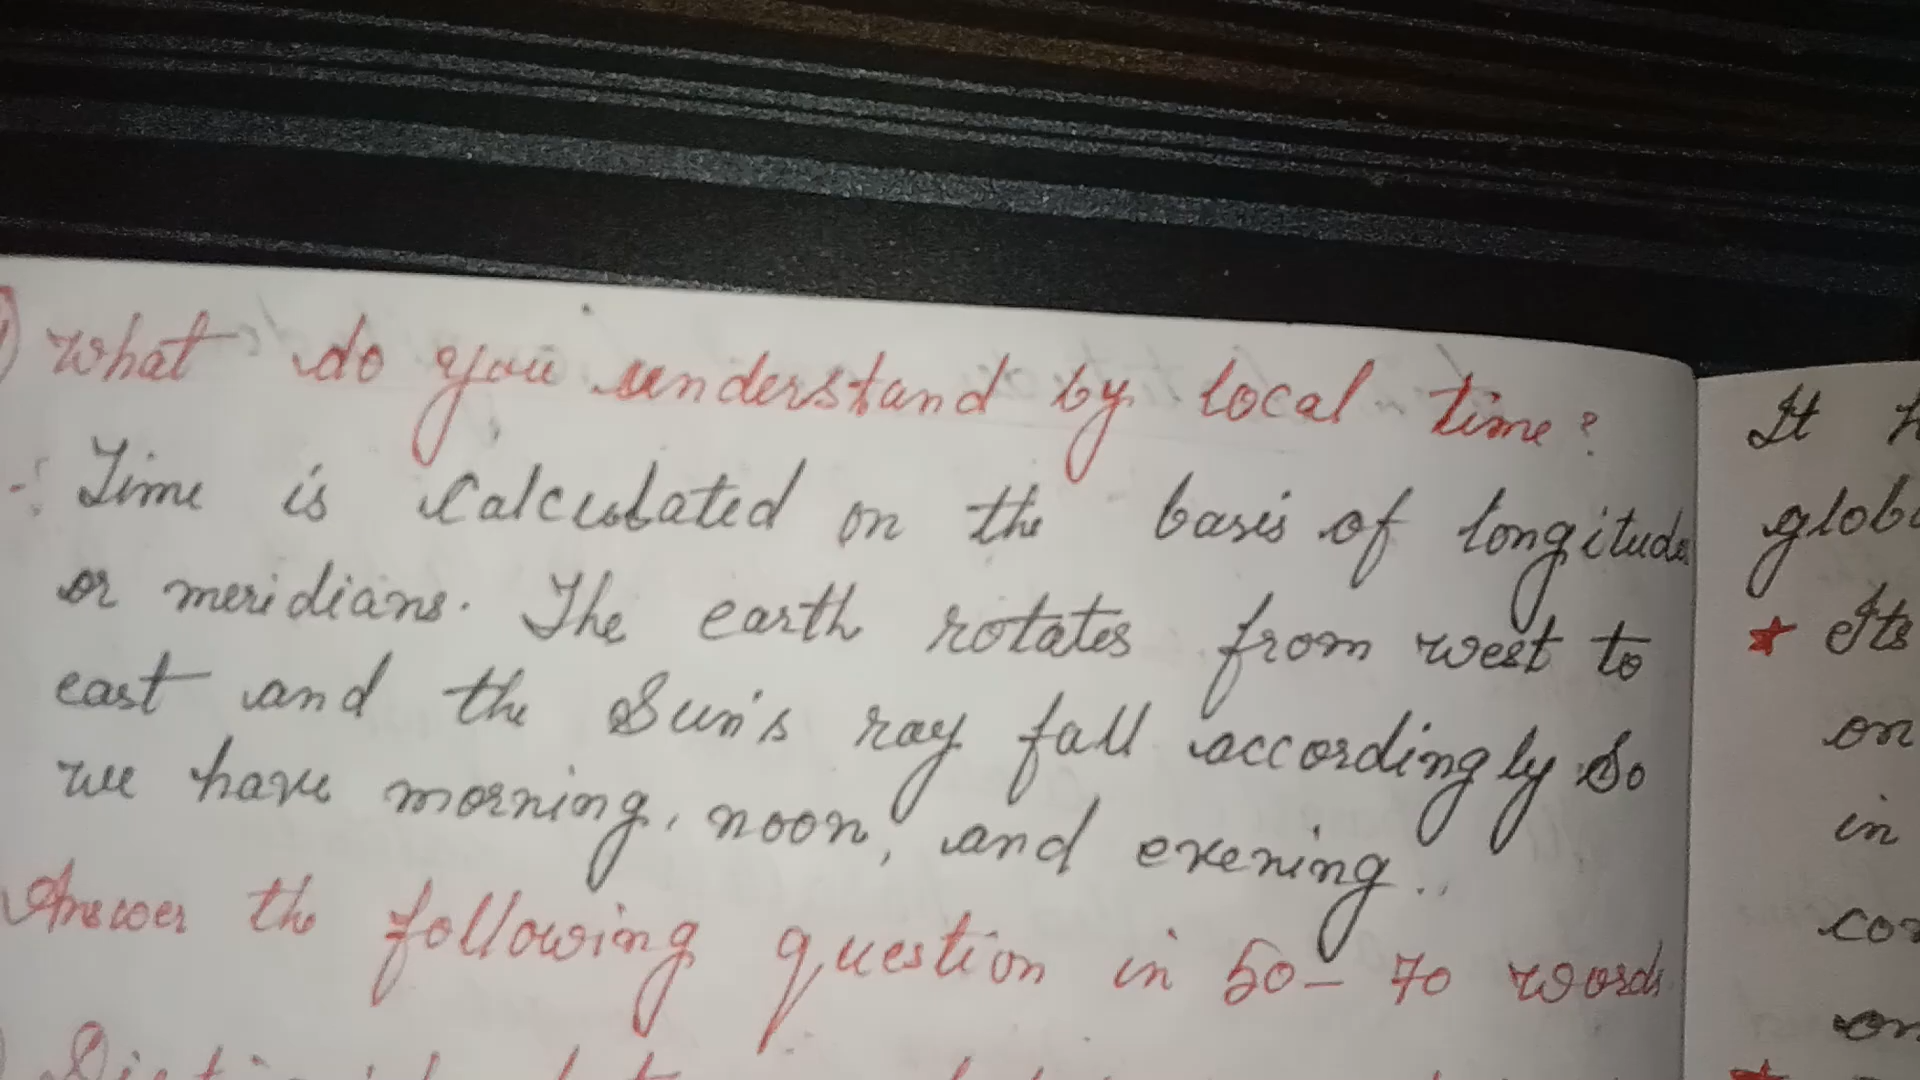 What do you understand by local time?
Time is Calculated on the basis of longitude
or meridians. The earth rotates from west to
east and the Sun's ray fall accordingly so
we have morning, noon, and evening.
Answer the following question in 50-70 words
It
glob
★ Its
on
in
con
on